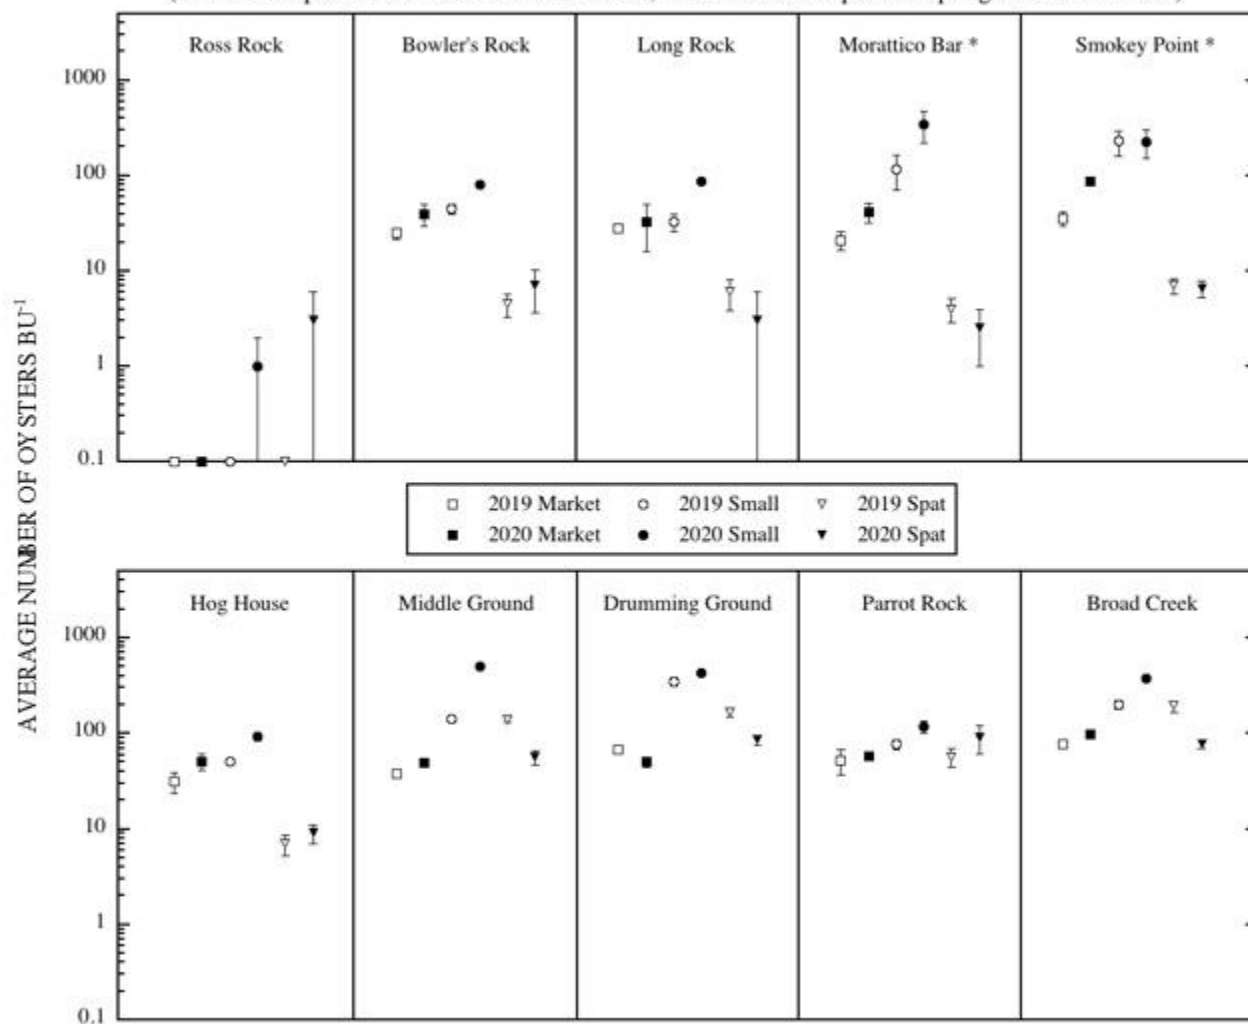 Ross Rock
Bowler's Rock
Long Rock
Morattico Bar *
Smokey Point *
1000
100
10
1
0.1
AVERAGE NUMBER OF OYSTERS BU-1
2019 Market
2019 Small
2019 Spat
2020 Market
2020 Small
2020 Spat
Hog House
Middle Ground
Drumming Ground
Parrot Rock
Broad Creek
1000
100
10
1
0.1